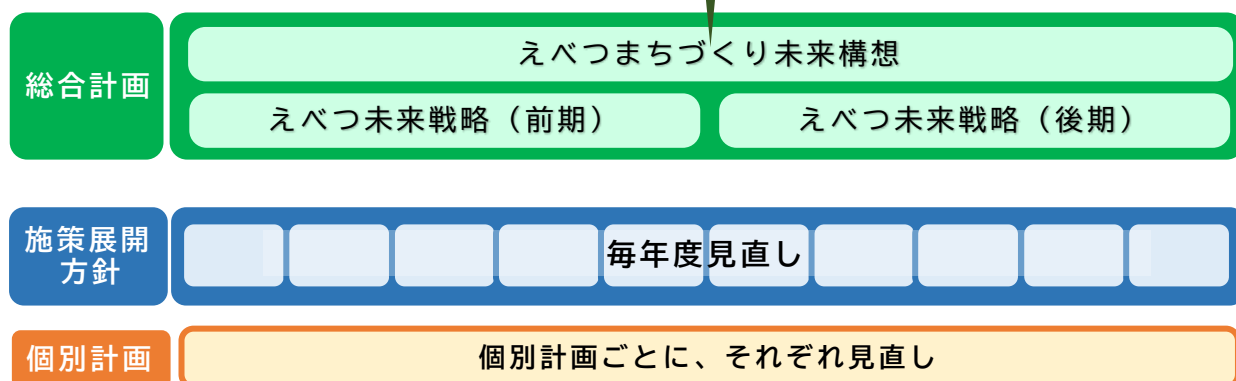 総合計画
えべつまちづくり未来構想
えべつ未来戦略（前期）
えべつ未来戦略（後期）
施策展開
方針
毎年度見直し
個別計画
個別計画ごとに、それぞれ見直し